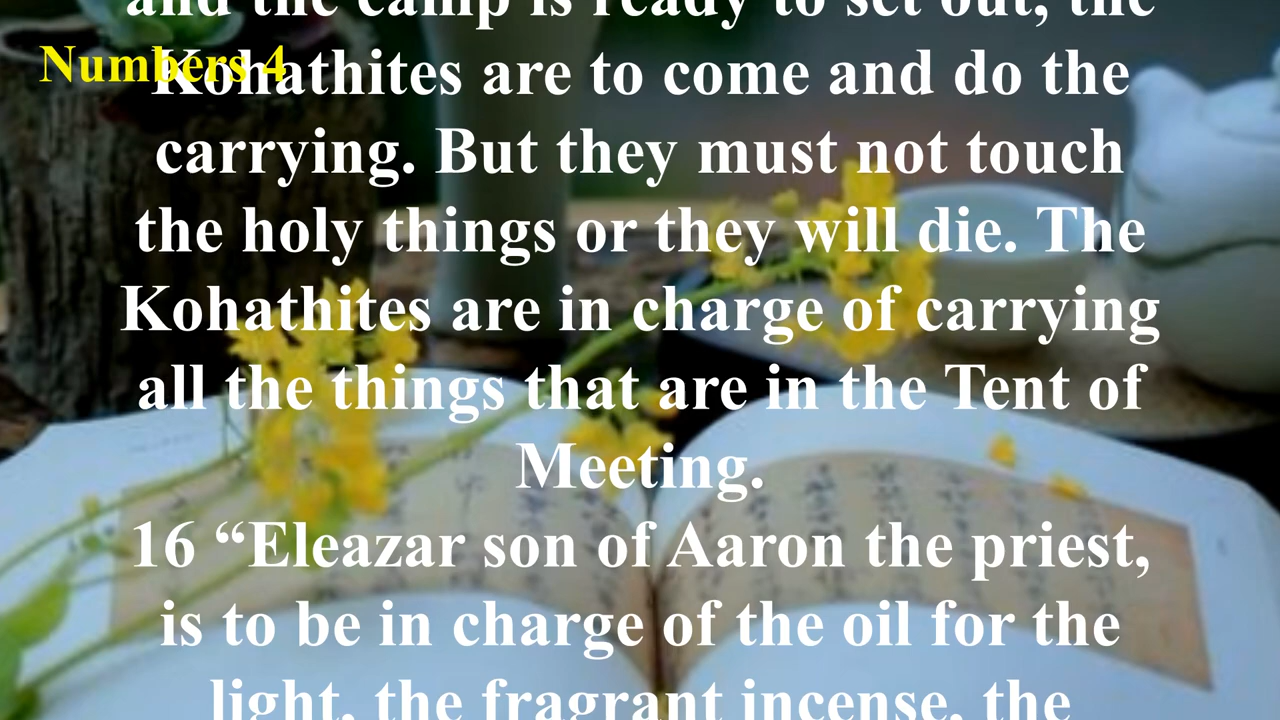 and the camp is ready to set out, the
Numbers 4
Kohathites are to come and do the
carrying. But they must not touch
the holy things or they will die. The
Kohathites are in charge of carrying
all the things that are in the Tent of
Meeting.
16 “Eleazar son of Aaron the priest,
is to be in charge of the oil for the
light, the fragrant incense, the